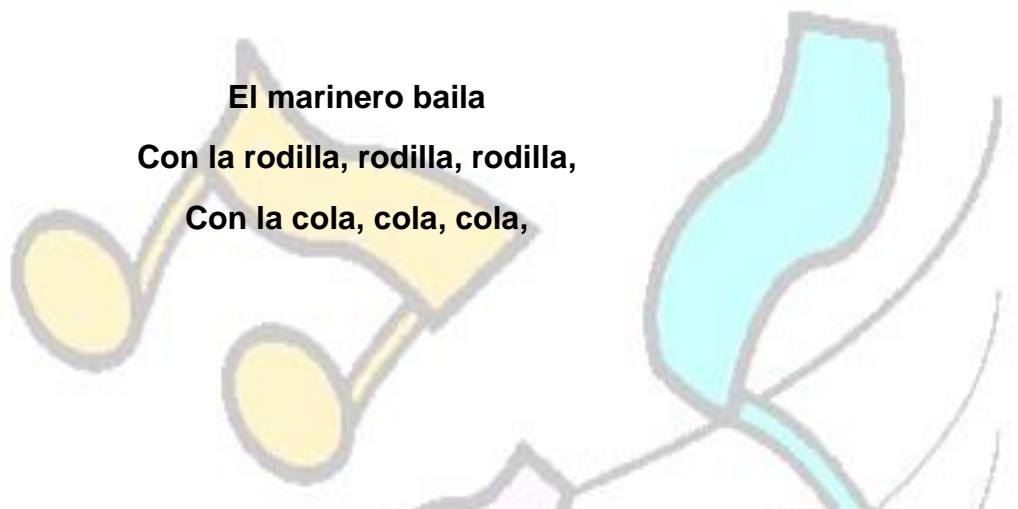 El marinero baila
Con la rodilla, rodilla, rodilla,
Con la cola, cola, cola,